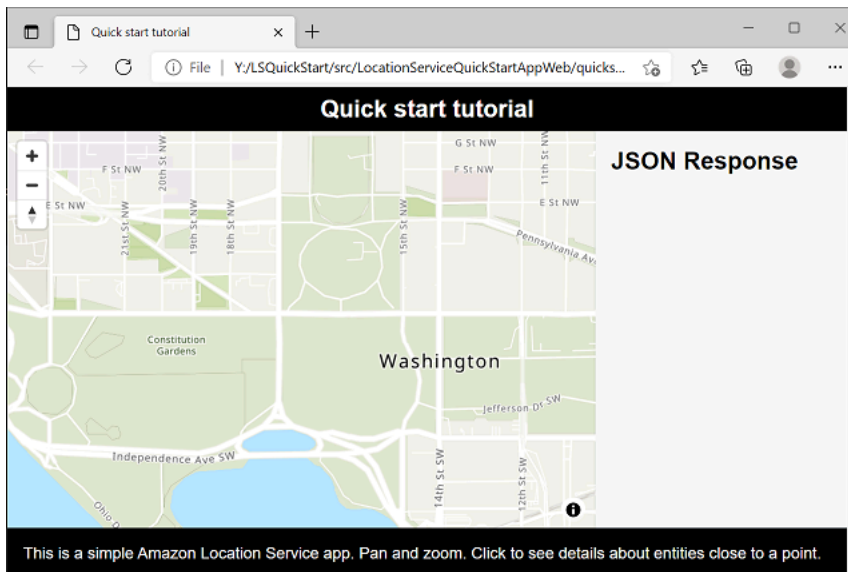 Quick start tutorial
File | Y:/LSQuickStart/src/LocationServiceQuickStartAppWeb/quicks...
Quick start tutorial
JSON Response
G St NW
F St NW
F St NW
20th St NW
11th St NW
E St NW
E St NW
21st St NW
19th St NW
18th St NW
15th St NW
Pennsylvania Av
Constitution
Gardens
Washington
Jefferson Dr SW
Independence Ave SW
14th St SW
12th St SW
Ohio D
This is a simple Amazon Location Service app. Pan and zoom. Click to see details about entities close to a point.